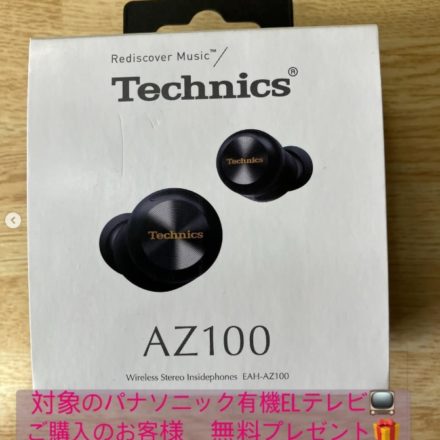 Rediscover Music™
Technics®
Technics
Technics
AZ100
Wireless Stereo Insidephones EAH-AZ100
対象のパナソニック有機ELテレビ📺
ご購入のお客様、無料プレゼント🎁